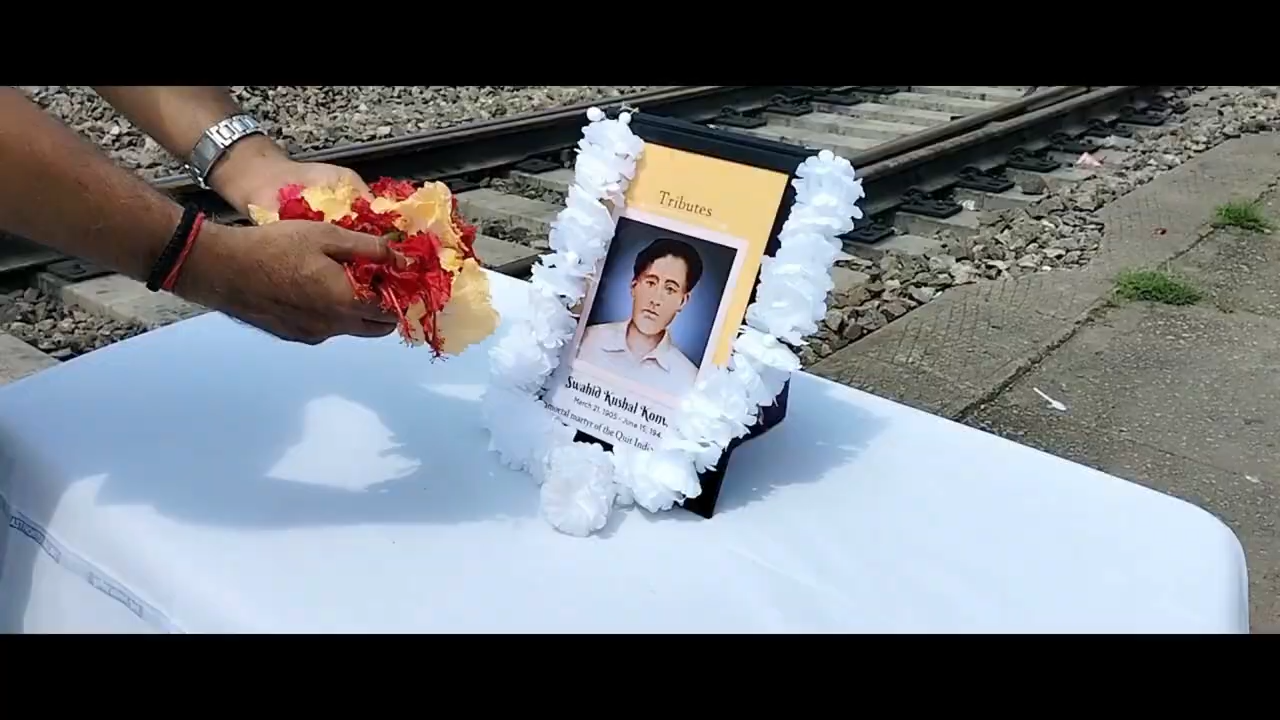 Tributes
Swahid Kushal Kon
March 21, 1905 - June 15, 194
mortal martyr of the Quit Indi